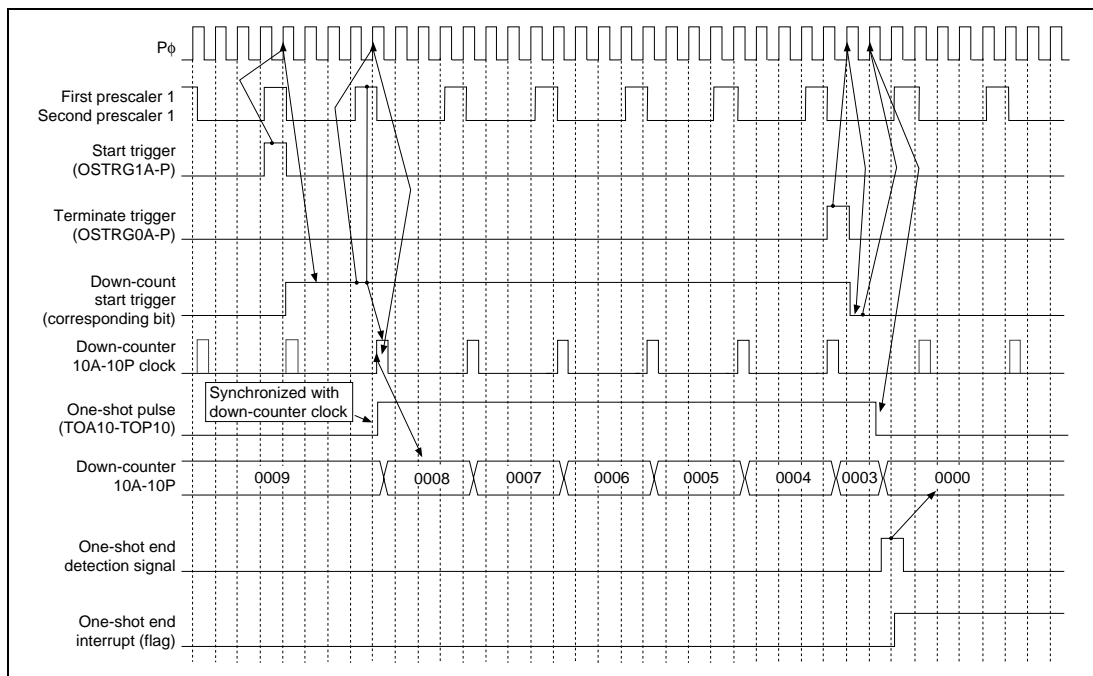 Pϕ
First prescaler 1
Second prescaler 1
Start trigger
(OSTRG1A-P)
Terminate trigger
(OSTRG0A-P)
Down-count
start trigger
(corresponding bit)
Down-counter
10A-10P clock
Synchronized with
down-counter clock
One-shot pulse
(TOA10-TOP10)
Down-counter
10A-10P
0009
0008
0007
0006
0005
0004
0003
0000
One-shot end
detection signal
One-shot end
interrupt (flag)